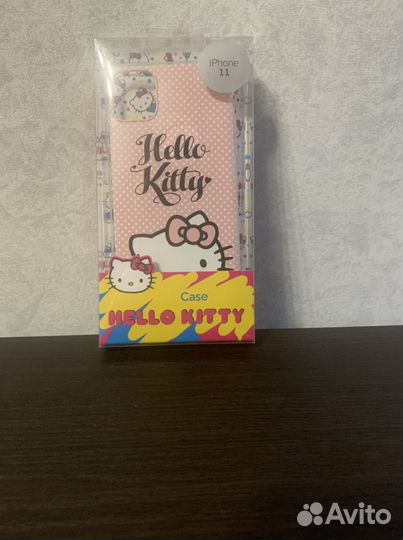 iPhone
11
Hello
Kitty
Case
HELLO KITTY
Avito